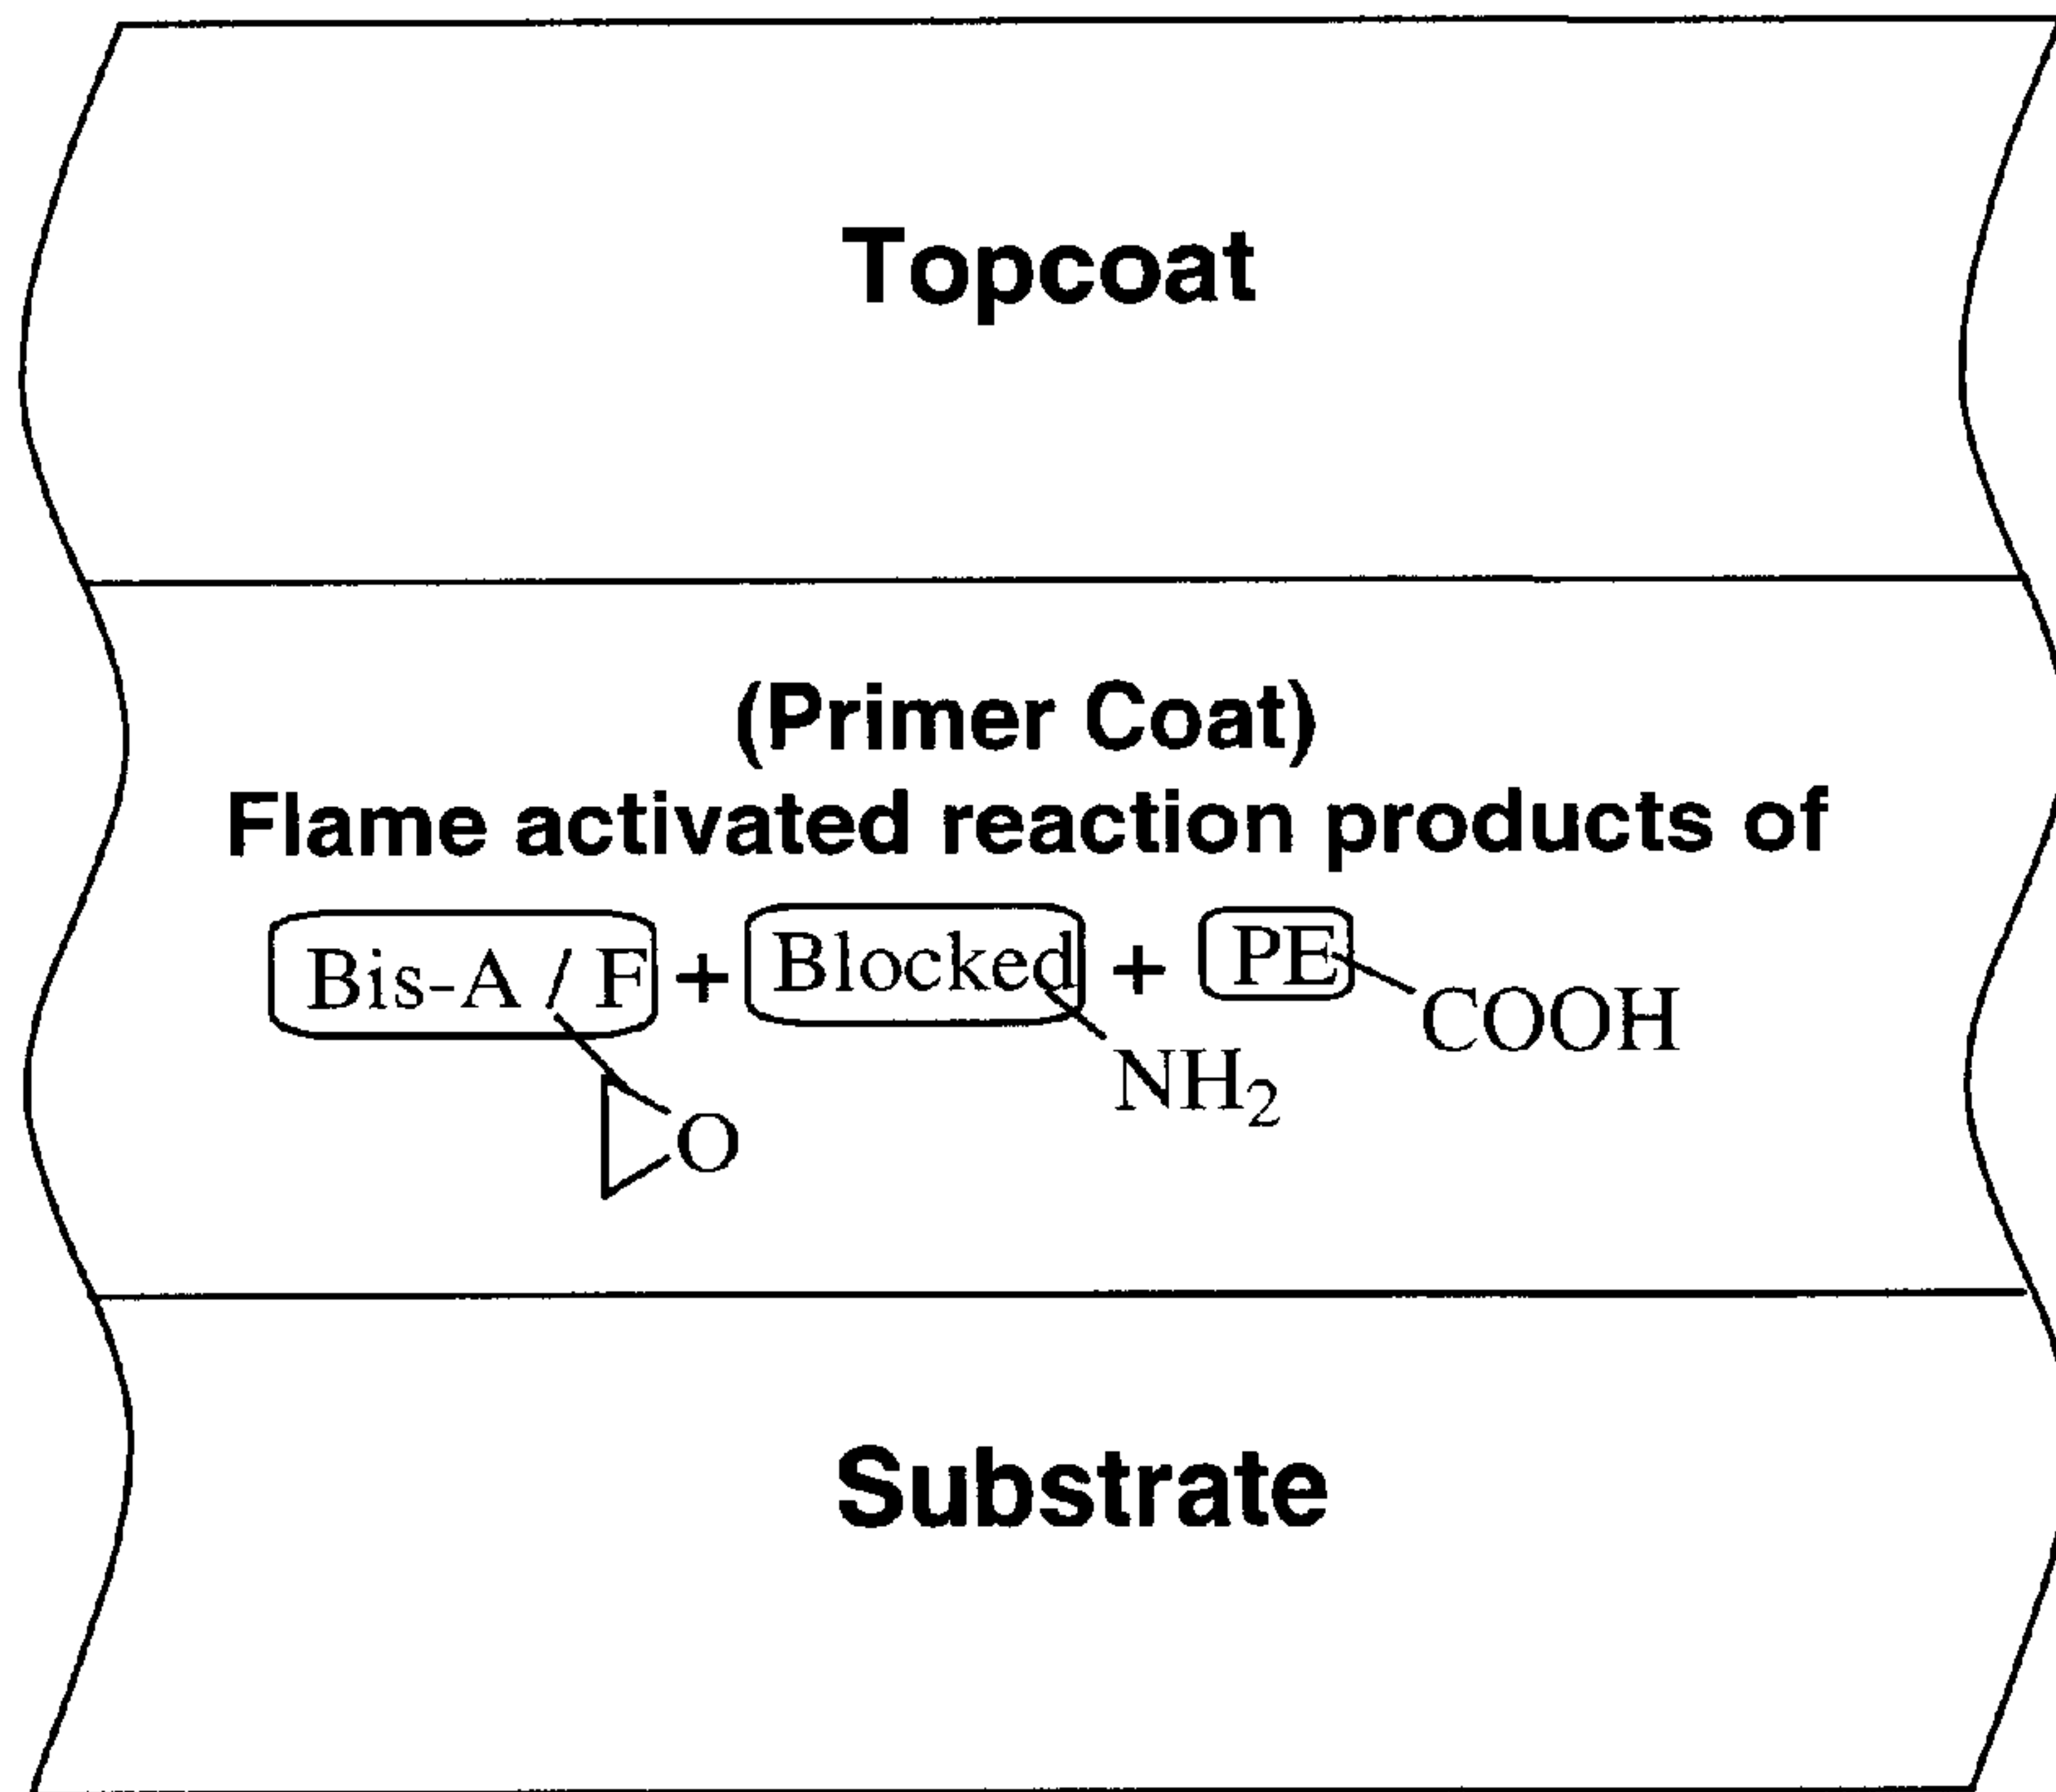 Topcoat
(Primer Coat)
Flame activated reaction products of
Bis-A / F + Blocked + PE
COOH
NH₂
O
Substrate